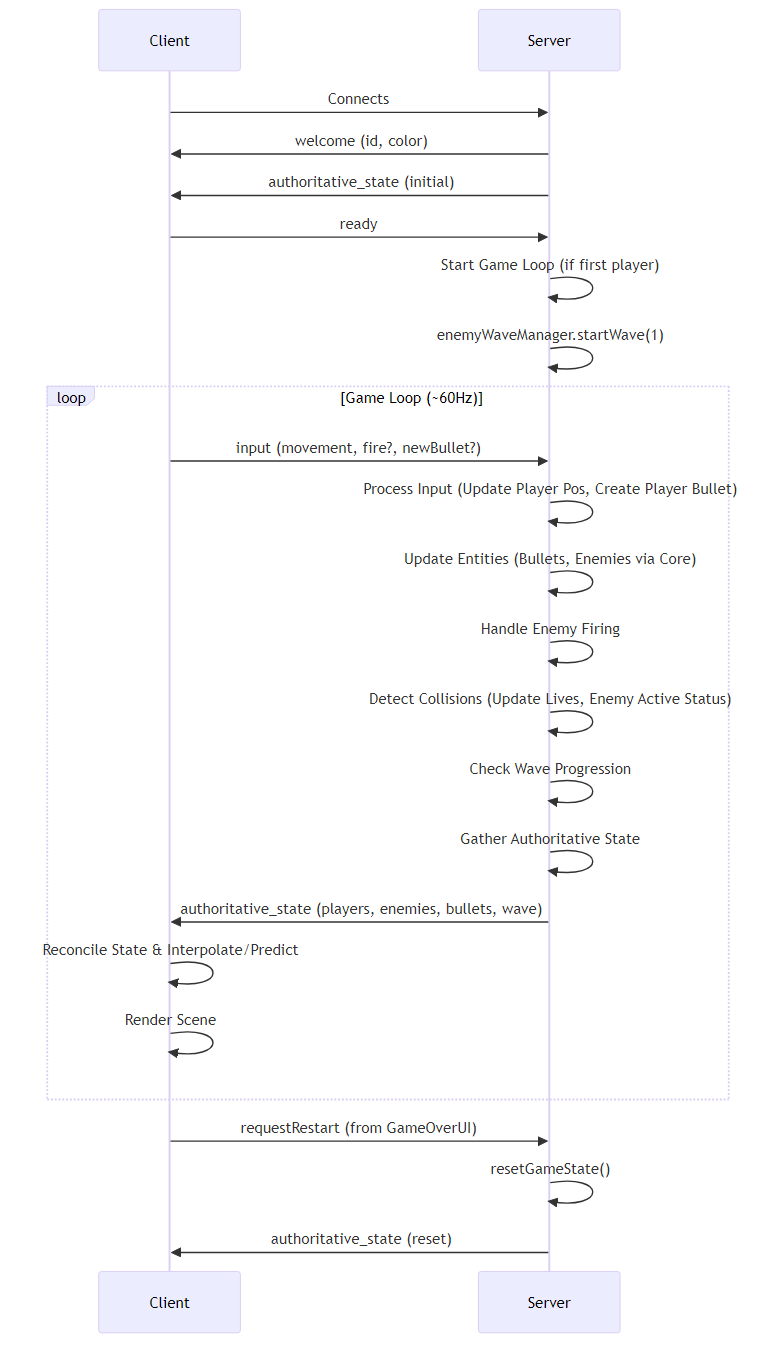 Client
Server
Connects
welcome (id, color)
authoritative_state (initial)
ready
Start Game Loop (if first player)
enemyWaveManager.startWave(1)
loop
[Game Loop (~60Hz)]
input (movement, fire?, newBullet?)
Process Input (Update Player Pos, Create Player Bullet)
Update Entities (Bullets, Enemies via Core)
Handle Enemy Firing
Detect Collisions (Update Lives, Enemy Active Status)
Check Wave Progression
Gather Authoritative State
authoritative_state (players, enemies, bullets, wave)
Reconcile State & Interpolate/Predict
Render Scene
requestRestart (from GameOverUI)
resetGameState()
authoritative_state (reset)
Client
Server